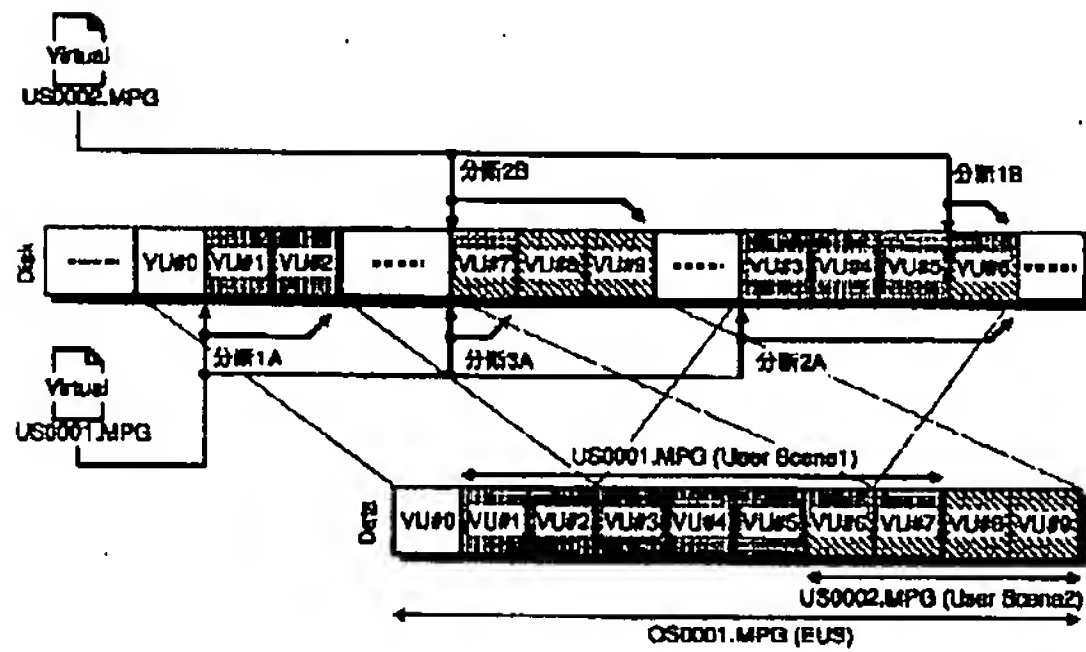 Virtual
US0002.MPG
分断2B
分断1B
Disk
VU#0 VU#1 VU#2 VU#7 VU#8 VU#9 VU#3 VU#4 VU#5 VU#6
分断1A
分断3A
分断2A
Virtual
US0001.MPG
US0001.MPG (User Scene1)
Data
VU#0 VU#1 VU#2 VU#3 VU#4 VU#5 VU#6 VU#7 VU#8 VU#9
US0002.MPG (User Scene2)
OS0001.MPG (EUS)